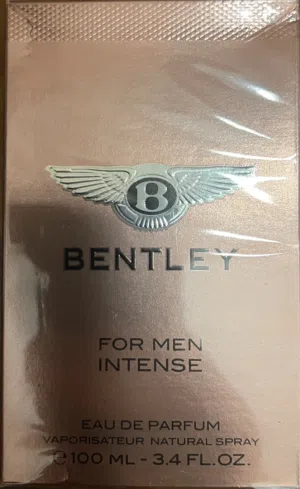 B
BENTLEY
FOR MEN
INTENSE
EAU DE PARFUM
VAPORISATEUR NATURAL SPRAY
℮ 100 ML - 3.4 FL.OZ.